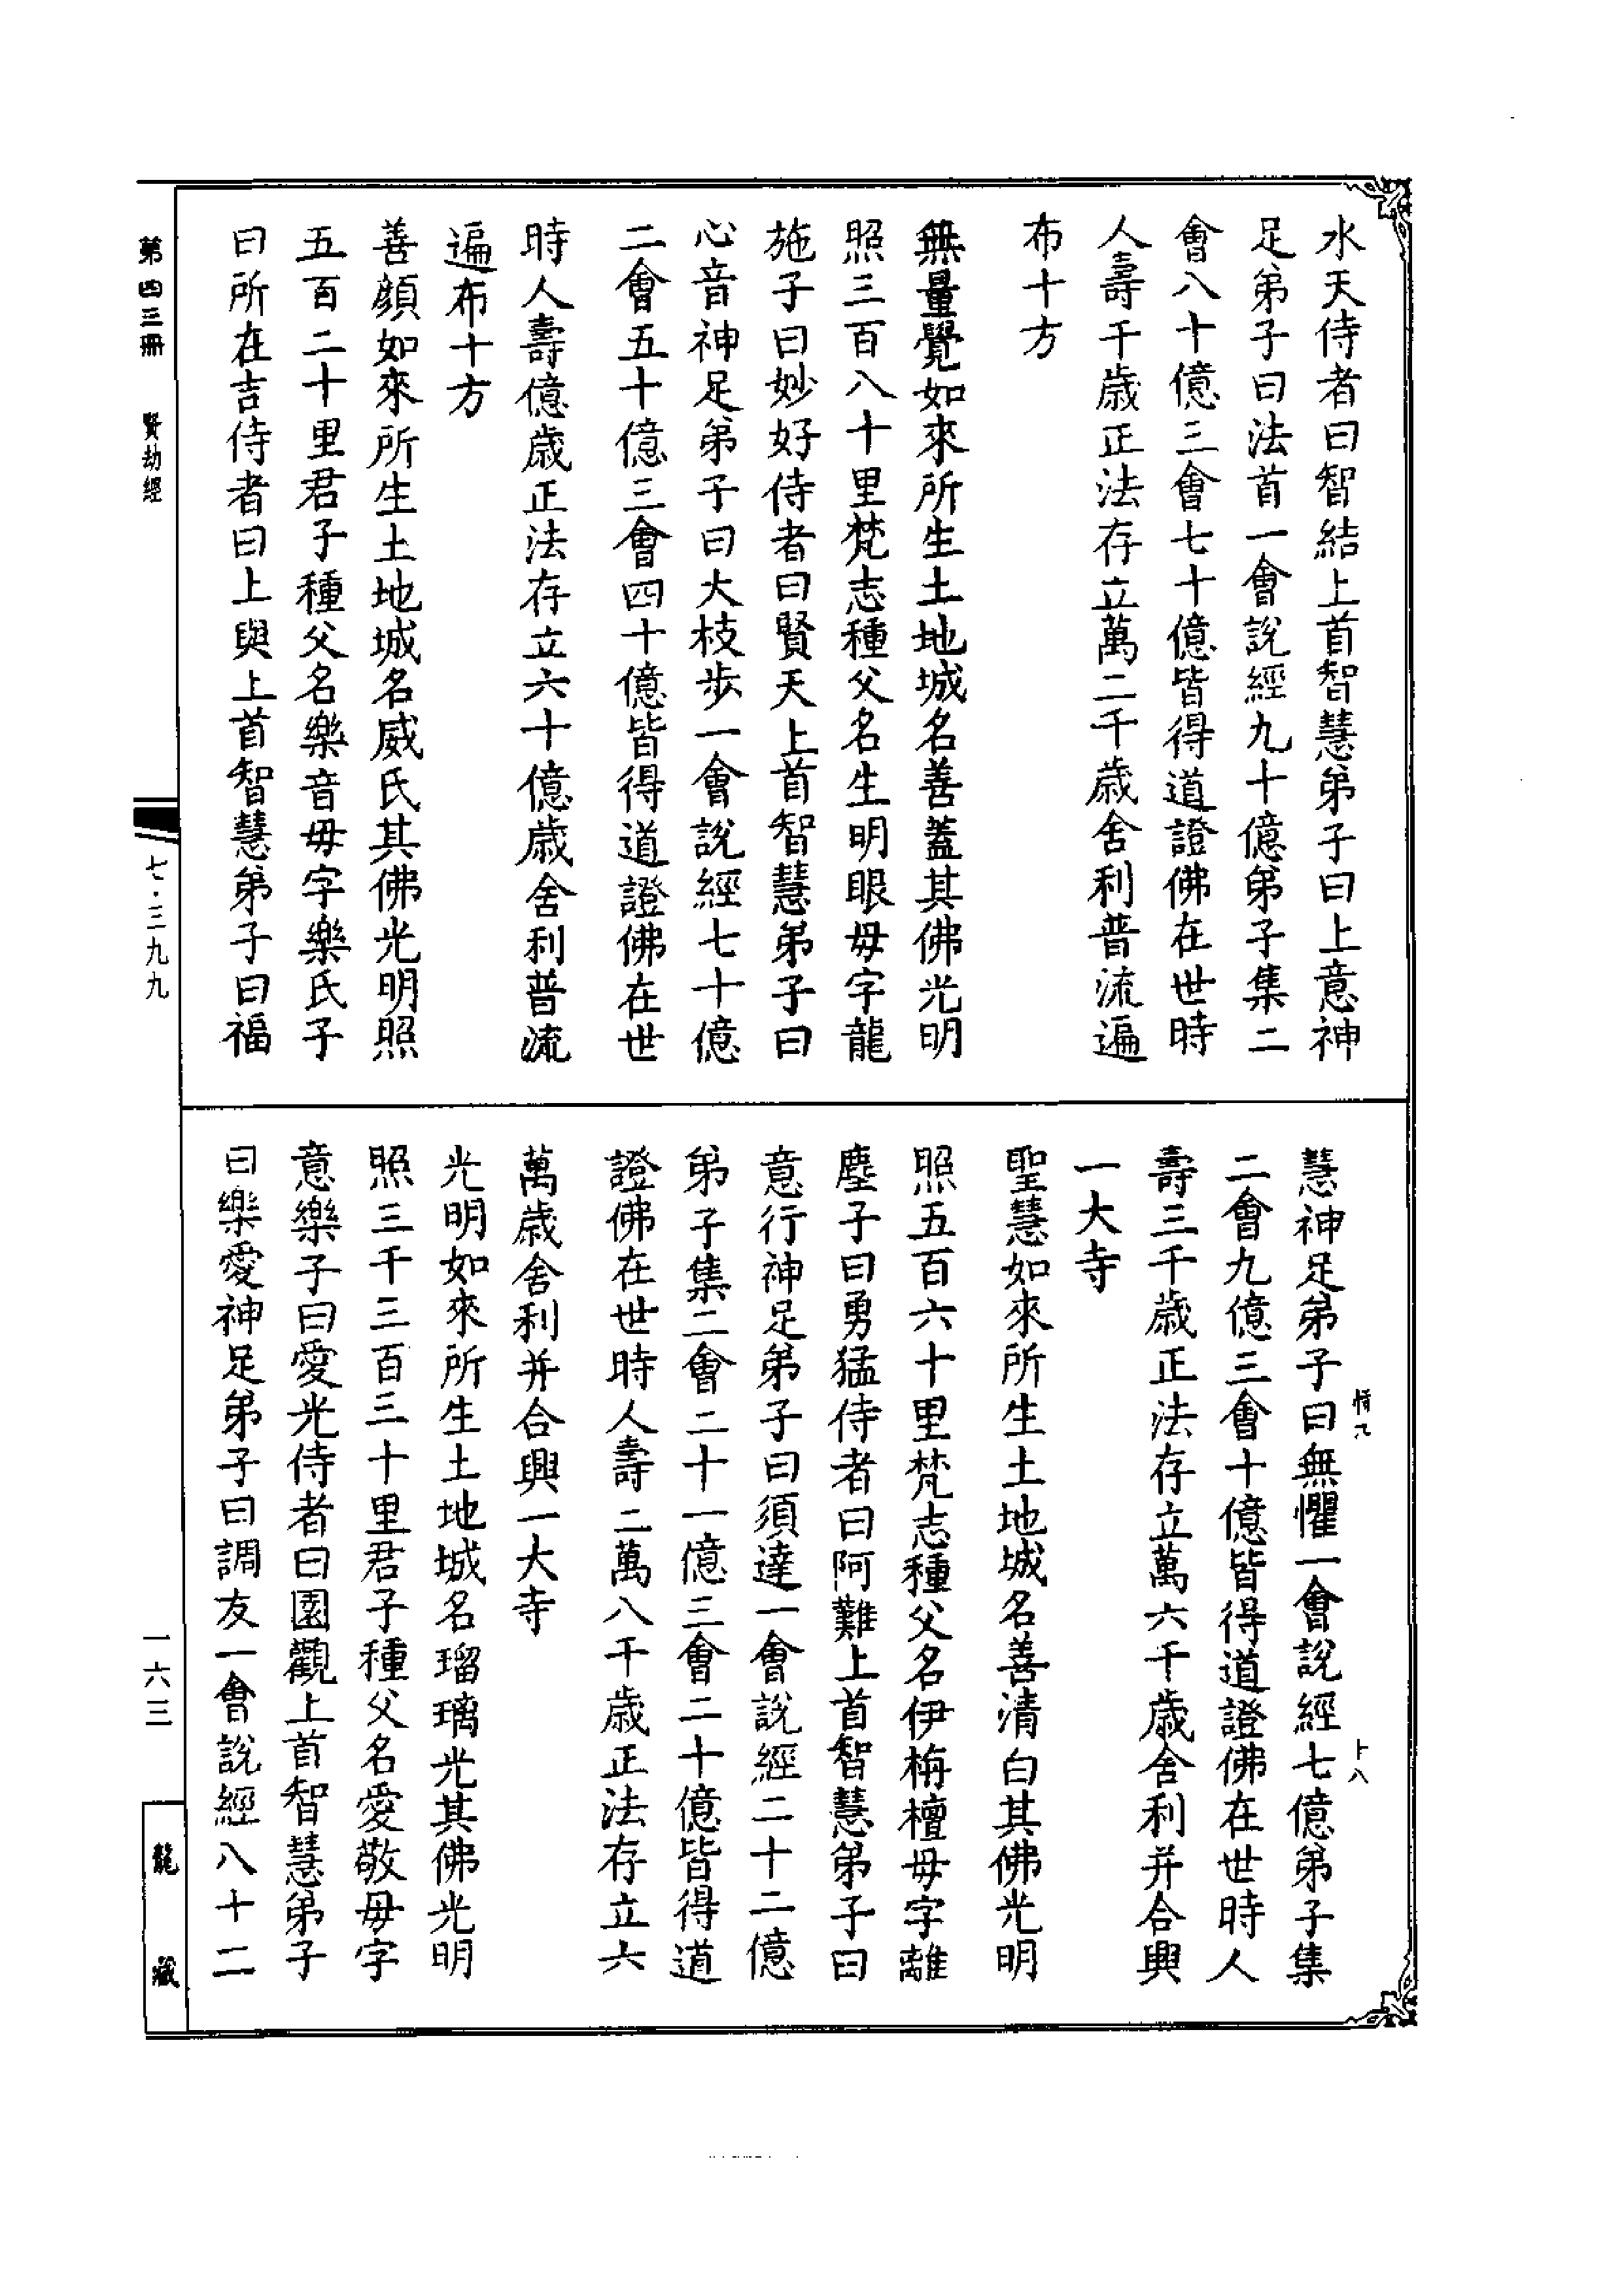 水天侍者曰智結上首智慧弟子曰上意神
足弟子曰法首一會說經九十億弟子集二
會八十億三會七十億皆得道證佛在世時
人壽千歲正法存立萬二千歲舍利普流遍
布十方
無量覺如來所生土地城名善蓋其佛光明
照三百八十里梵志種父名生明眼母字龍
施子曰妙好侍者曰賢天上首智慧弟子曰
心音神足弟子曰大枝步一會說經七十億
二會五十億三會四十億皆得道證佛在世
時人壽億歲正法存立六十億歲舍利普流
遍布十方
善顏如來所生土地城名威氏其佛光明照
五百二十里君子種父名樂音母字樂氏子
曰所在吉侍者曰上與上首智慧弟子曰福
慧神足弟子曰無懼一會說經七億弟子集
二會九億三會十億皆得道證佛在世時人
壽三千歲正法存立萬六千歲舍利并合興
一大寺
聖慧如來所生土地城名善清白其佛光明
照五百六十里梵志種父名伊栴檀母字離
塵子曰勇猛侍者曰阿難上首智慧弟子曰
意行神足弟子曰須達一會說經二十二億
弟子集二會二十一億三會二十億皆得道
證佛在世時人壽二萬八千歲正法存立六
萬歲舍利并合興一大寺
光明如來所生土地城名瑠璃光其佛光明
照三千三百三十里君子種父名愛敬母字
意樂子曰愛光侍者曰園觀上首智慧弟子
曰樂愛神足弟子曰調友一會說經八十二
第四三冊 賢劫經
七·三九九
一六三
龍藏